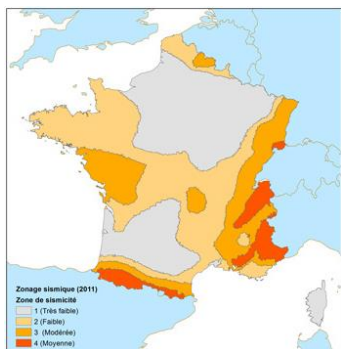 Zonage sismique (2011)
Zone de sismicité
1 (Très faible)
2 (Faible)
3 (Modérée)
4 (Moyenne)